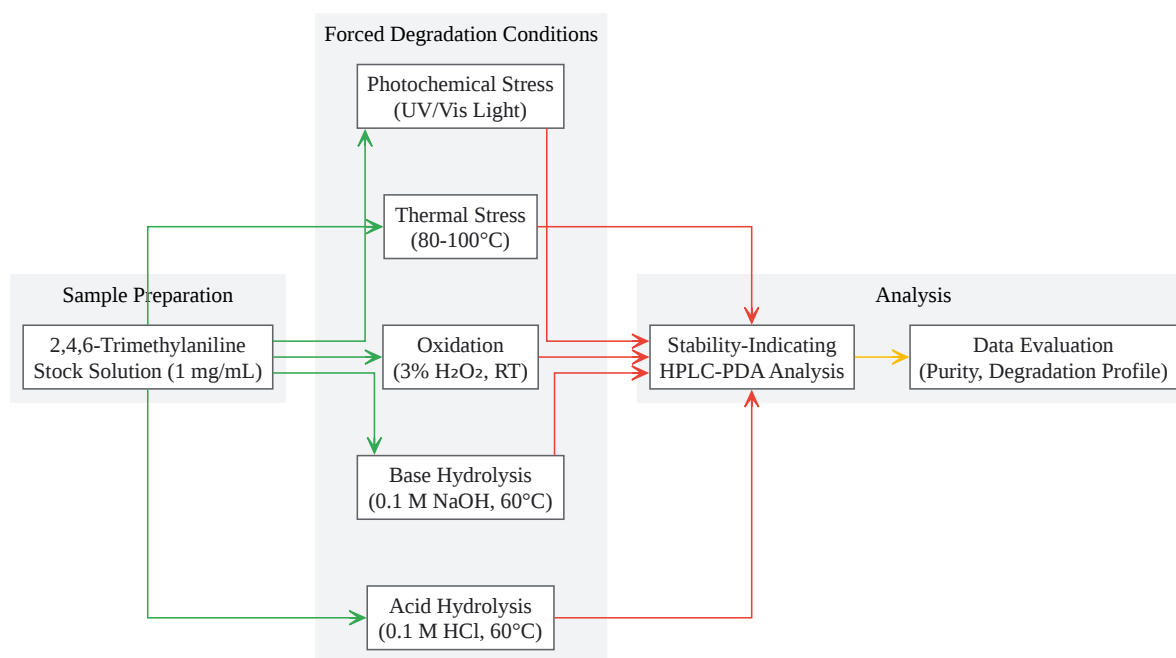 Forced Degradation Conditions
Photochemical Stress
(UV/Vis Light)
Thermal Stress
(80-100°C)
Sample Preparation
2,4,6-Trimethylaniline
Stock Solution (1 mg/mL)
Oxidation
(3% H₂O₂, RT)
Base Hydrolysis
(0.1 M NaOH, 60°C)
Acid Hydrolysis
(0.1 M HCl, 60°C)
Analysis
Stability-Indicating
HPLC-PDA Analysis
Data Evaluation
(Purity, Degradation Profile)